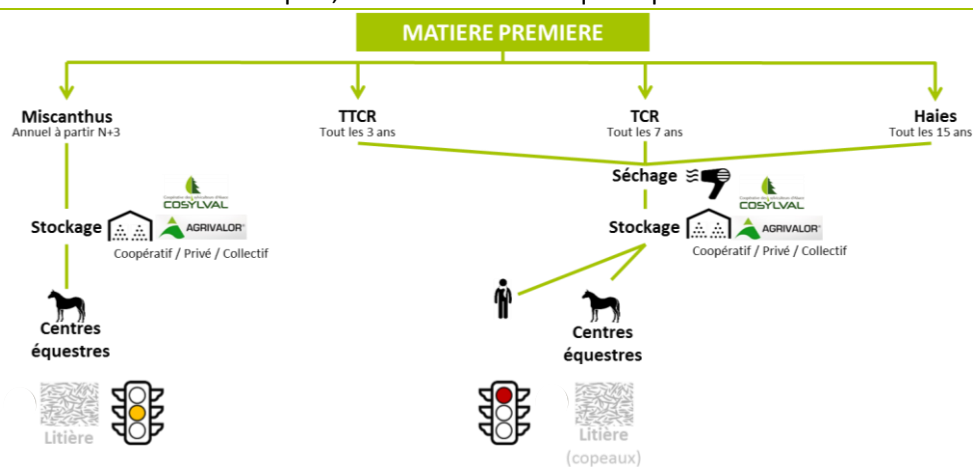 MATIERE PREMIERE
Miscanthus
Annuel à partir N+3
TTCR
Tout les 3 ans
TCR
Tout les 7 ans
Haies
Tout les 15 ans
Séchage
COSYLVAL
Stockage
AGRIVALOR
Coopératif / Privé / Collectif
COSYLVAL
Stockage
AGRIVALOR
Coopératif / Privé / Collectif
Centres
équestres
Litière
Centres
équestres
Litière
(copeaux)